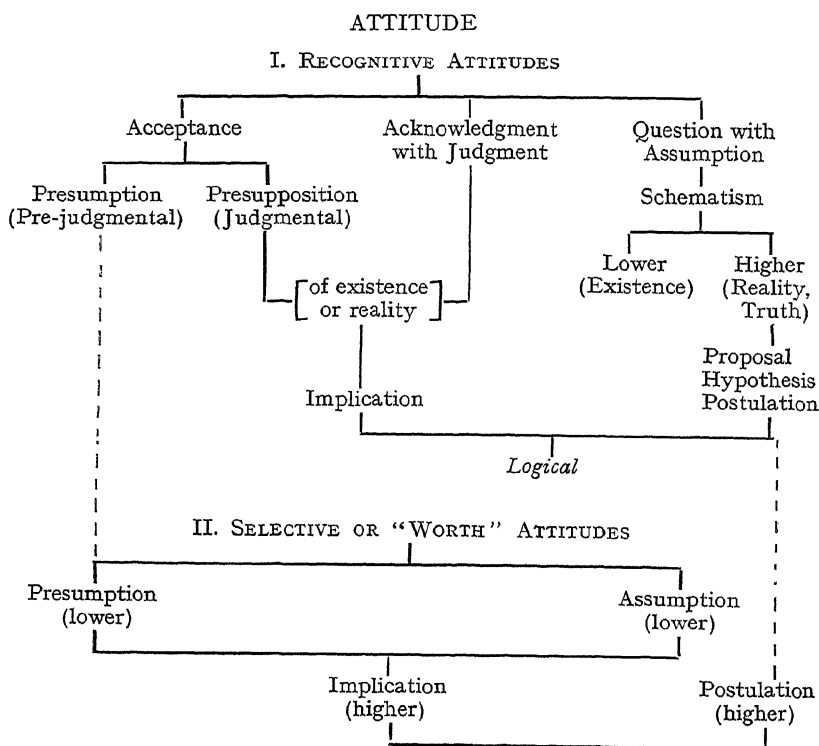 ATTITUDE
I. RECOGNITIVE ATTITUDES
Acceptance
Acknowledgment
with Judgment
Question with
Assumption
Presumption
(Pre-judgmental)
Presupposition
(Judgmental)
Schematism
Lower
(Existence)
Higher
(Reality,
Truth)
[of existence
or reality]
Proposal
Hypothesis
Postulation
Implication
Logical
II. SELECTIVE OR "WORTH" ATTITUDES
Presumption
(lower)
Assumption
(lower)
Implication
(higher)
Postulation
(higher)